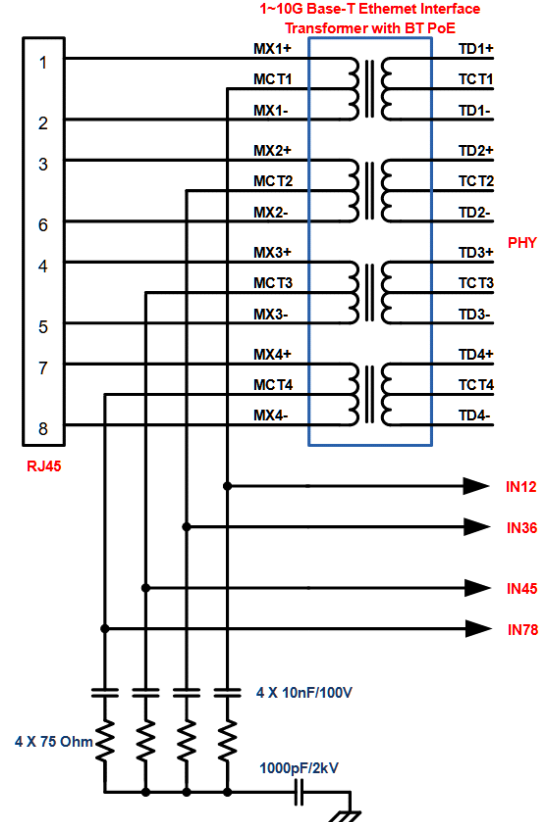 1~10G Base-T Ethernet Interface
Transformer with BT PoE
MX1+
TD1+
1
MCT1
TCT1
2
MX1-
TD1-
MX2+
TD2+
3
MCT2
TCT2
6
MX2-
TD2-
PHY
MX3+
TD3+
4
MCT3
TCT3
5
MX3-
TD3-
MX4+
TD4+
7
MCT4
TCT4
8
MX4-
TD4-
RJ45
IN12
IN36
IN45
IN78
4 X 10nF/100V
4 X 75 Ohm
1000pF/2kV